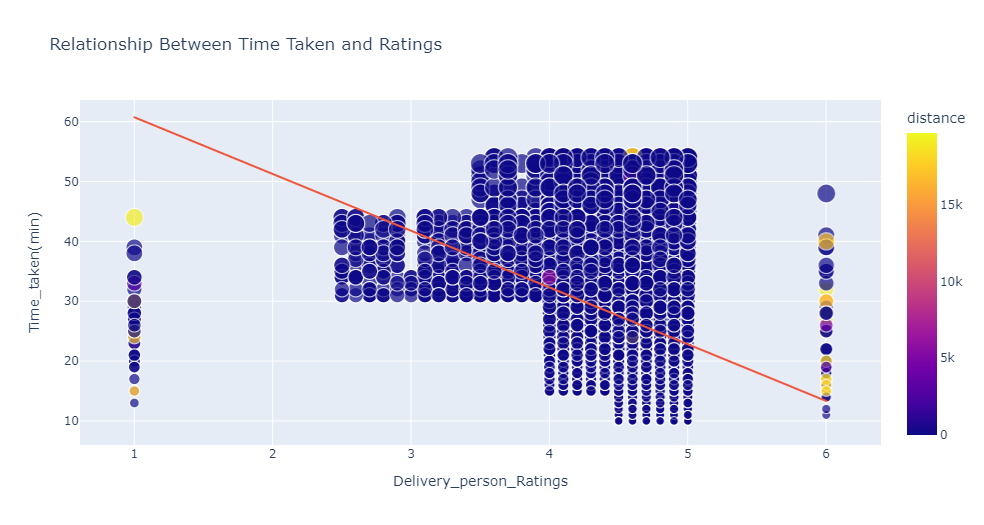 Relationship Between Time Taken and Ratings
distance
60
50
40
30
20
10
Time_taken(min)
15k
10k
5k
0
1 2 3 4 5 6
Delivery_person_Ratings